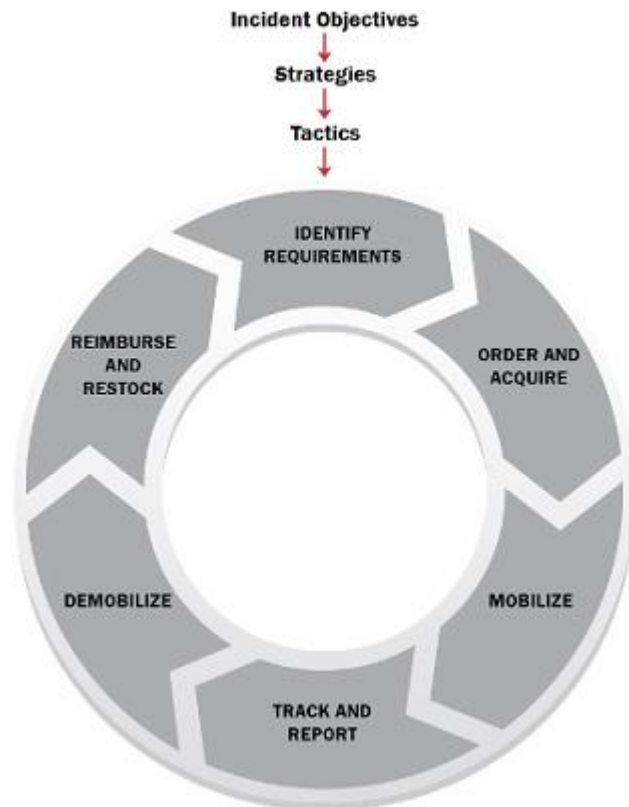 Incident Objectives
Strategies
Tactics
IDENTIFY
REQUIREMENTS
ORDER AND
ACQUIRE
MOBILIZE
TRACK AND
REPORT
DEMOBILIZE
REIMBURSE
AND
RESTOCK